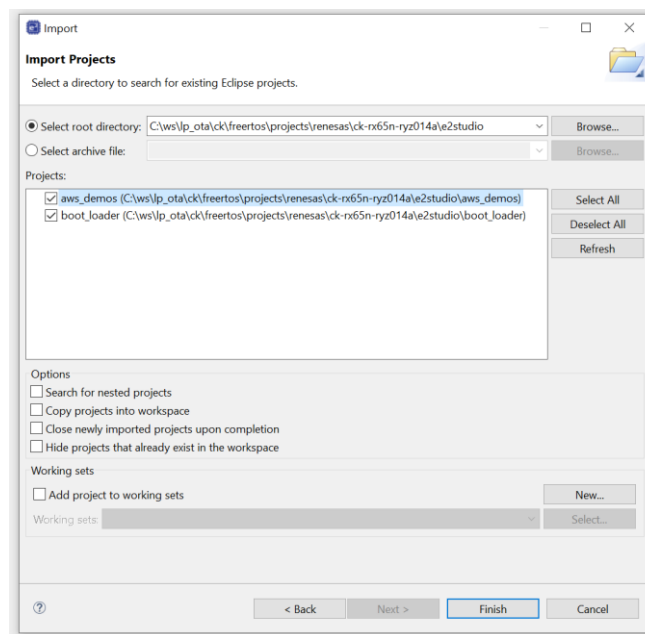 Import
Import Projects
Select a directory to search for existing Eclipse projects.
Select root directory: C:\ws\lp_ota\ck\freertos\projects\renesas\ck-rx65n-ryz014a\e2studio Browse...
Select archive file: Browse...
Projects:
aws_demos (C:\ws\lp_ota\ck\freertos\projects\renesas\ck-rx65n-ryz014a\e2studio\aws_demos) Select All
boot_loader (C:\ws\lp_ota\ck\freertos\projects\renesas\ck-rx65n-ryz014a\e2studio\boot_loader)
Deselect All
Refresh
Options
Search for nested projects
Copy projects into workspace
Close newly imported projects upon completion
Hide projects that already exist in the workspace
Working sets
Add project to working sets New...
Working sets: Select...
? < Back Next > Finish Cancel